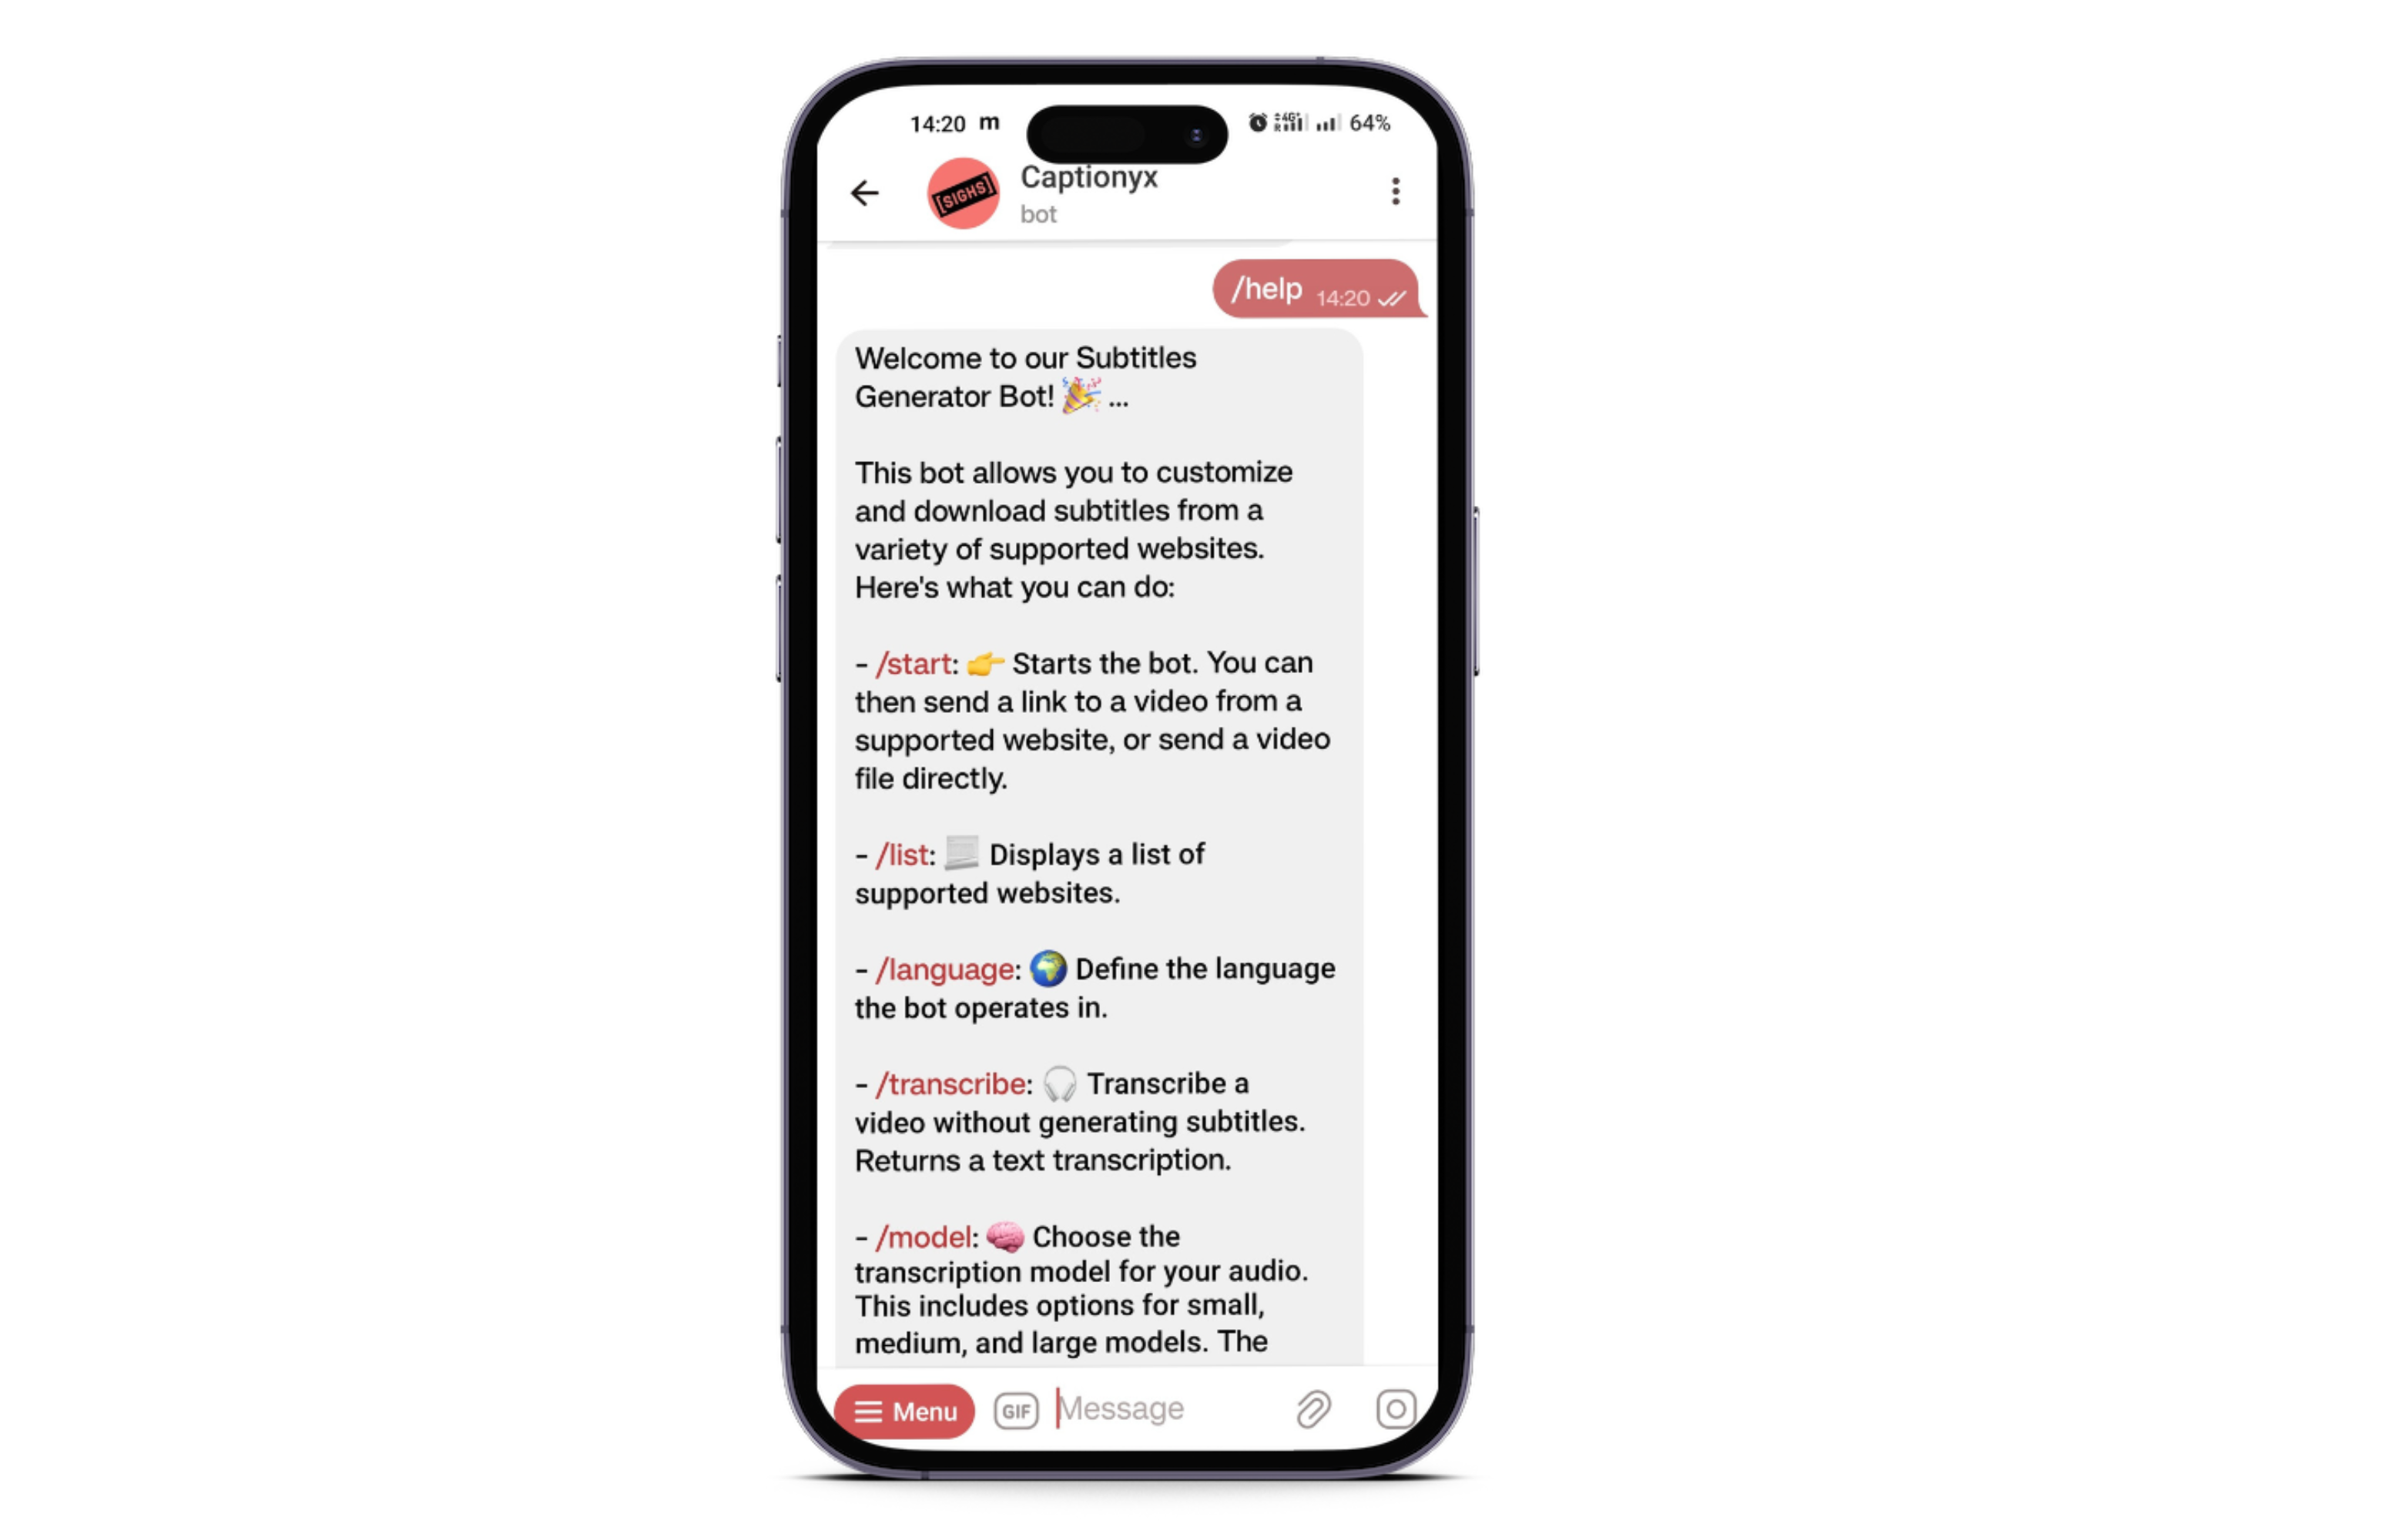 14:20 m
4G+
R
64%
[SIGHS]
Captionyx
bot
/help 14:20
Welcome to our Subtitles
Generator Bot! 🎉 ...
This bot allows you to customize
and download subtitles from a
variety of supported websites.
Here's what you can do:
- /start: 👉 Starts the bot. You can
then send a link to a video from a
supported website, or send a video
file directly.
- /list: 📃 Displays a list of
supported websites.
- /language: 🌍 Define the language
the bot operates in.
- /transcribe: 🎧 Transcribe a
video without generating subtitles.
Returns a text transcription.
- /model: 🧠 Choose the
transcription model for your audio.
This includes options for small,
medium, and large models. The
Menu GIF Message